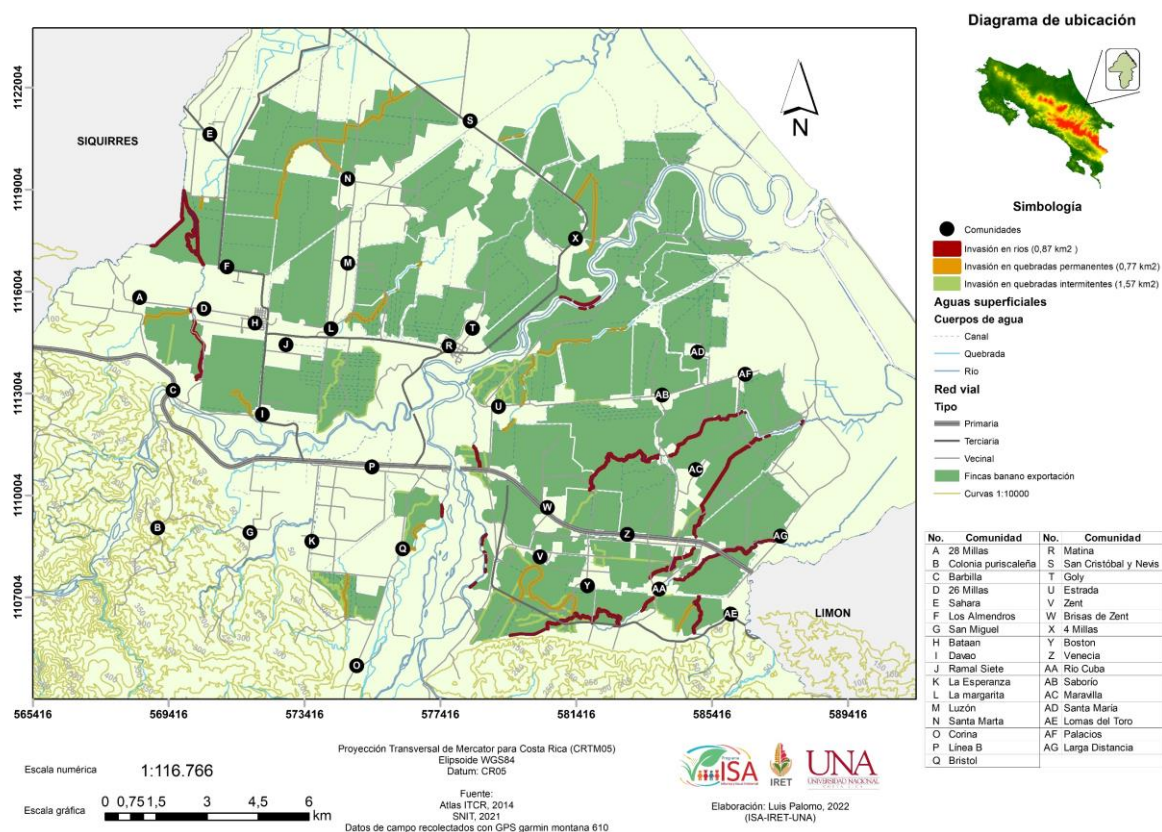 Diagrama de ubicación
1122004
1119004
1116004
1113004
1110004
1107004
SIQUIRRES
LIMON
N
E
S
N
X
F
M
A
D
H
L
J
R
T
AD
AF
AB
U
C
I
P
AC
W
Z
AG
B
G
K
Q
V
Y
AA
AE
O
565416
569416
573416
577416
581416
585416
589416
Simbología
Comunidades
Invasión en ríos (0,87 km2 )
Invasión en quebradas permanentes (0,77 km2)
Invasión en quebradas intermitentes (1,57 km2)
Aguas superficiales
Cuerpos de agua
Canal
Quebrada
Río
Red vial
Tipo
Primaria
Terciaria
Vecinal
Fincas banano exportación
Curvas 1:10000
No. Comunidad No. Comunidad
A 28 Millas R Matina
B Colonia puriscaleña S San Cristóbal y Nevis
C Barbilla T Goly
D 26 Millas U Estrada
E Sahara V Zent
F Los Almendros W Brisas de Zent
G San Miguel X 4 Millas
H Bataan Y Boston
I Davao Z Venecia
J Ramal Siete AA Río Cuba
K La Esperanza AB Saborío
L La margarita AC Maravilla
M Luzón AD Santa María
N Santa Marta AE Lomas del Toro
O Corina AF Palacios
P Línea B AG Larga Distancia
Q Bristol
Escala numérica 1:116.766
Escala gráfica 0 0,75 1,5 3 4,5 6
km
Proyección Transversal de Mercator para Costa Rica (CRTM05)
Elipsoide WGS84
Datum: CR05
Fuente:
Atlas ITCR, 2014
SNIT, 2021
Datos de campo recolectados con GPS garmin montana 610
ISA
IRET
UNA
UNIVERSIDAD NACIONAL
Elaboración: Luis Palomo, 2022
(ISA-IRET-UNA)